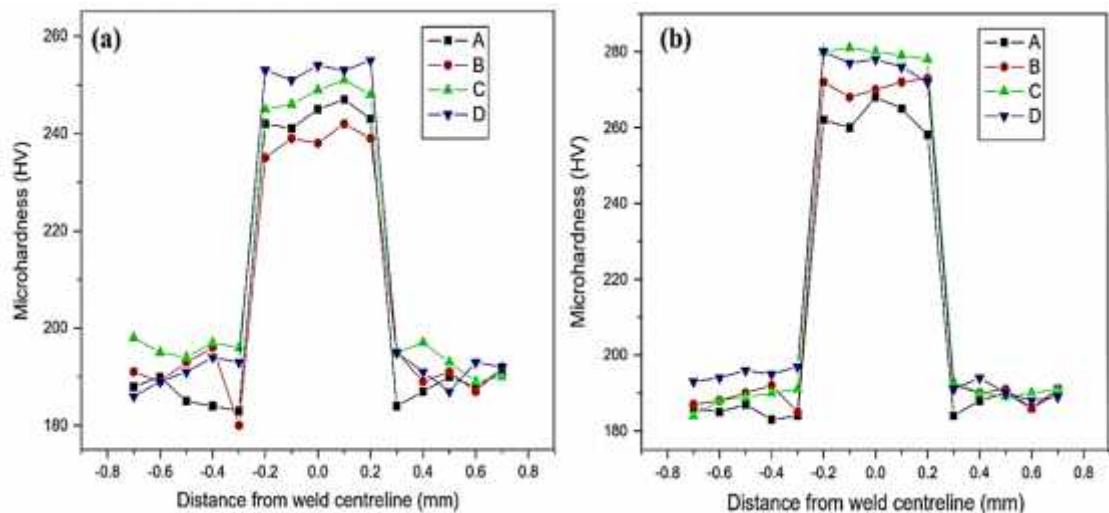 (a)
A
B
C
D
260
240
220
200
180
Microhardness (HV)
-0.8 -0.6 -0.4 -0.2 0.0 0.2 0.4 0.6 0.8
Distance from weld centreline (mm)
(b)
A
B
C
D
280
260
240
220
200
180
Microhardness (HV)
-0.8 -0.6 -0.4 -0.2 0.0 0.2 0.4 0.6 0.8
Distance from weld centreline (mm)